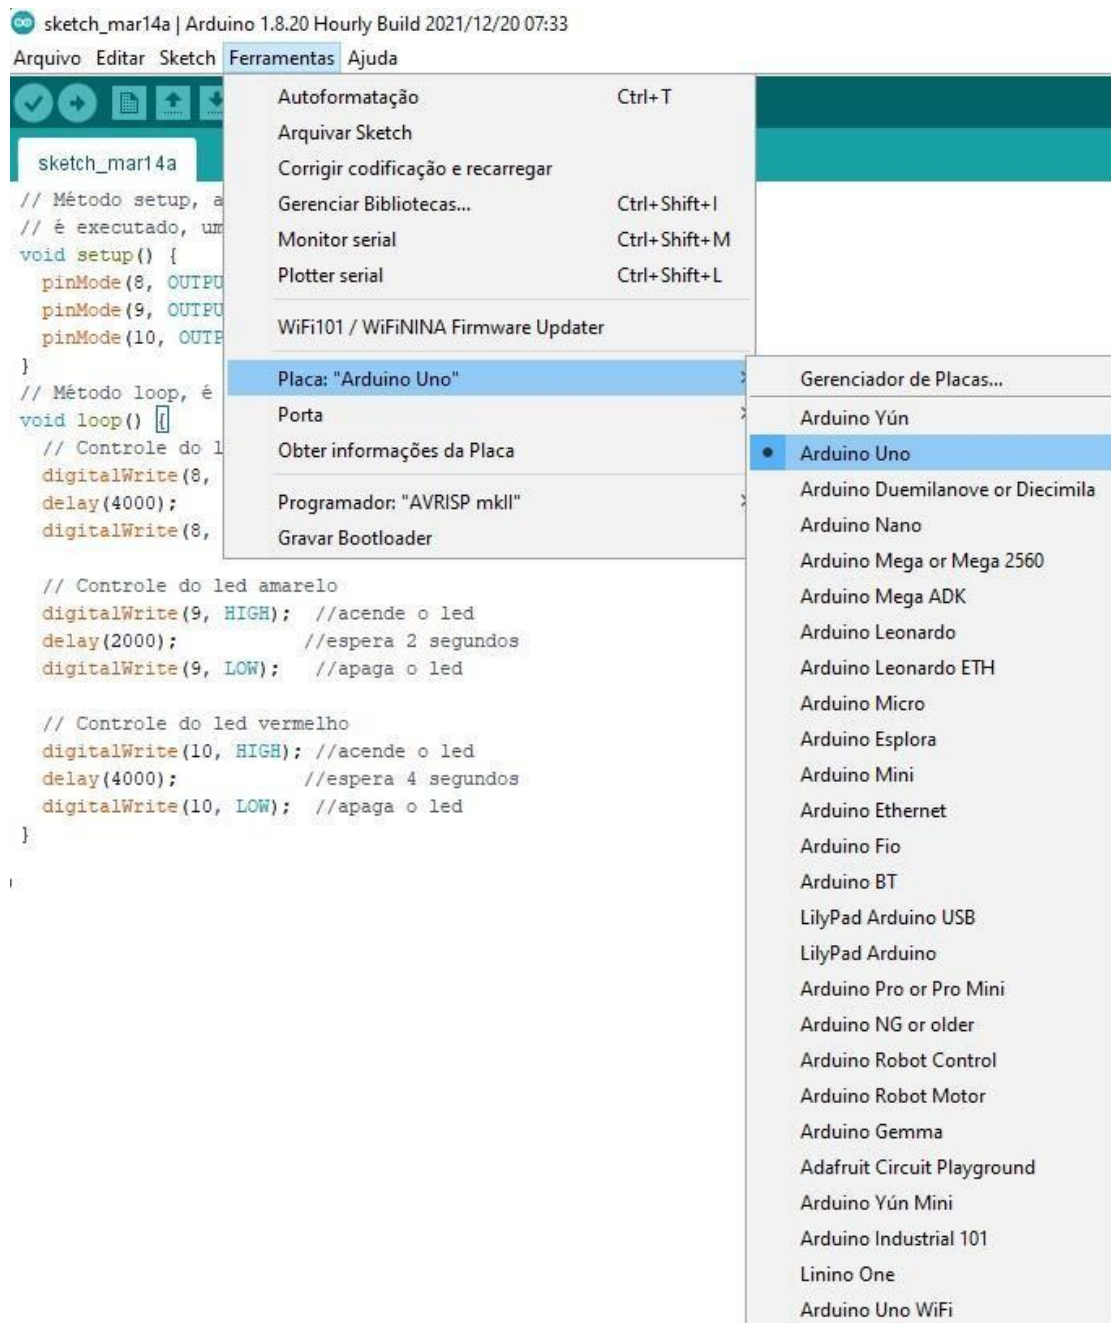 sketch_mar14a | Arduino 1.8.20 Hourly Build 2021/12/20 07:33
Arquivo Editar Sketch Ferramentas Ajuda
sketch_mar14a
// Método setup, a
// é executado, um
void setup() {
pinMode(8, OUTPU
pinMode(9, OUTPU
pinMode(10, OUTP
}
// Método loop, é
void loop() {
// Controle do l
digitalWrite(8,
delay(4000);
digitalWrite(8,
// Controle do led amarelo
digitalWrite(9, HIGH); //acende o led
delay(2000); //espera 2 segundos
digitalWrite(9, LOW); //apaga o led
// Controle do led vermelho
digitalWrite(10, HIGH); //acende o led
delay(4000); //espera 4 segundos
digitalWrite(10, LOW); //apaga o led
}
Autoformatação Ctrl+T
Arquivar Sketch
Corrigir codificação e recarregar
Gerenciar Bibliotecas... Ctrl+Shift+I
Monitor serial Ctrl+Shift+M
Plotter serial Ctrl+Shift+L
WiFi101 / WiFiNINA Firmware Updater
Placa: "Arduino Uno"
Porta
Obter informações da Placa
Programador: "AVRISP mkII"
Gravar Bootloader
Gerenciador de Placas...
Arduino Yún
Arduino Uno
Arduino Duemilanove or Diecimila
Arduino Nano
Arduino Mega or Mega 2560
Arduino Mega ADK
Arduino Leonardo
Arduino Leonardo ETH
Arduino Micro
Arduino Esplora
Arduino Mini
Arduino Ethernet
Arduino Fio
Arduino BT
LilyPad Arduino USB
LilyPad Arduino
Arduino Pro or Pro Mini
Arduino NG or older
Arduino Robot Control
Arduino Robot Motor
Arduino Gemma
Adafruit Circuit Playground
Arduino Yún Mini
Arduino Industrial 101
Linino One
Arduino Uno WiFi